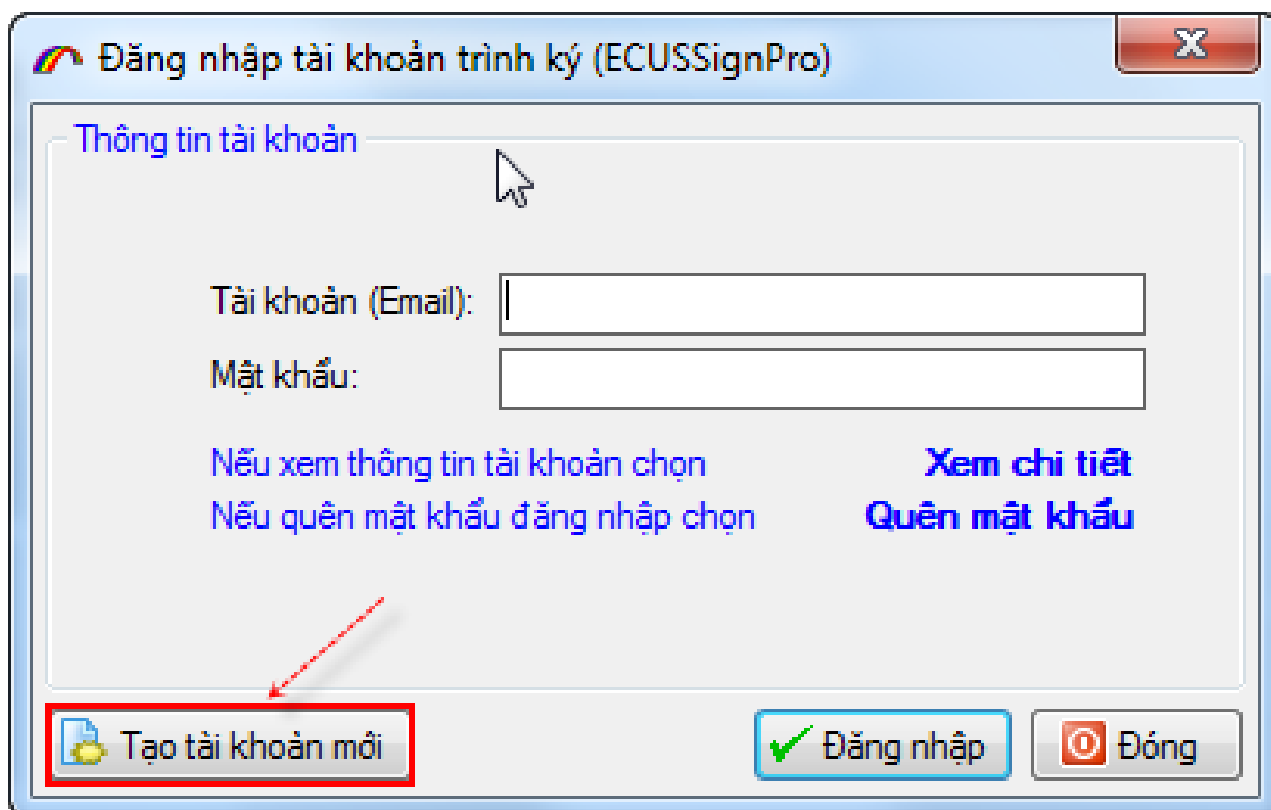 Đăng nhập tài khoản trình ký (ECUSSignPro)
Thông tin tài khoản
Tài khoản (Email):
Mật khẩu:
Nếu xem thông tin tài khoản chọn Xem chi tiết
Nếu quên mật khẩu đăng nhập chọn Quên mật khẩu
Tạo tài khoản mới Đăng nhập Đóng